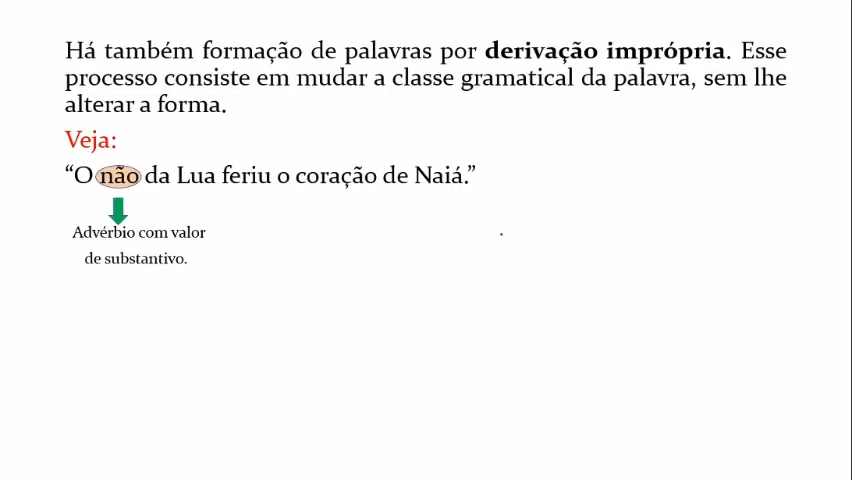 Há também formação de palavras por derivação imprópria. Esse
processo consiste em mudar a classe gramatical da palavra, sem lhe
alterar a forma.
Veja:
“O não da Lua feriu o coração de Naiá.”
Advérbio com valor
de substantivo.